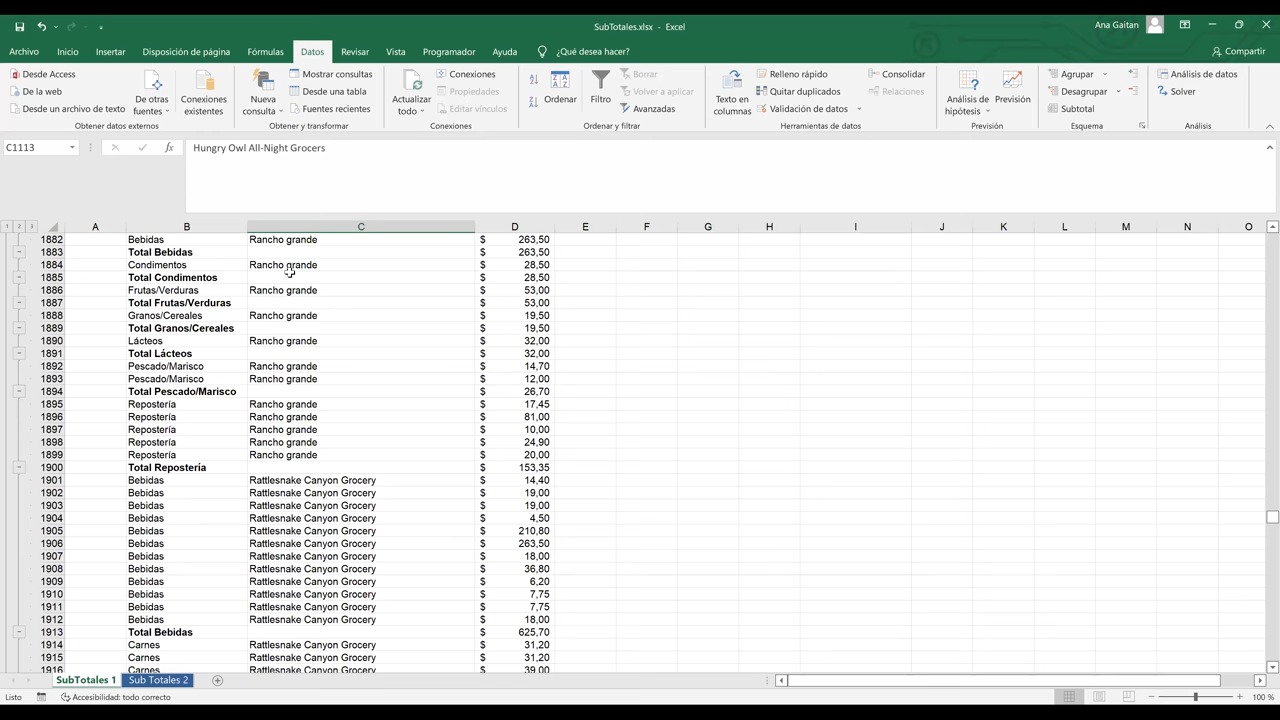 SubTotales.xlsx - Excel
Ana Gaitan
Archivo Inicio Insertar Disposición de página Fórmulas Datos Revisar Vista Programador Ayuda ¿Qué desea hacer? Compartir
Desde Access
De la web
Desde un archivo de texto
De otras fuentes
Conexiones existentes
Obtener datos externos
Nueva consulta
Mostrar consultas
Desde una tabla
Fuentes recientes
Obtener y transformar
Actualizar todo
Conexiones
Propiedades
Editar vínculos
Conexiones
Ordenar
Filtro
Borrar
Volver a aplicar
Avanzadas
Ordenar y filtrar
Texto en columnas
Relleno rápido
Quitar duplicados
Validación de datos
Consolidar
Relaciones
Herramientas de datos
Análisis de hipótesis
Previsión
Previsión
Agrupar
Desagrupar
Subtotal
Esquema
Análisis de datos
Solver
Análisis
C1113 fx Hungry Owl All-Night Grocers
1 2 3 A B C D E F G H I J K L M N O
1882 Bebidas Rancho grande $ 263,50
1883 Total Bebidas $ 263,50
1884 Condimentos Rancho grande $ 28,50
1885 Total Condimentos $ 28,50
1886 Frutas/Verduras Rancho grande $ 53,00
1887 Total Frutas/Verduras $ 53,00
1888 Granos/Cereales Rancho grande $ 19,50
1889 Total Granos/Cereales $ 19,50
1890 Lácteos Rancho grande $ 32,00
1891 Total Lácteos $ 32,00
1892 Pescado/Marisco Rancho grande $ 14,70
1893 Pescado/Marisco Rancho grande $ 12,00
1894 Total Pescado/Marisco $ 26,70
1895 Repostería Rancho grande $ 17,45
1896 Repostería Rancho grande $ 81,00
1897 Repostería Rancho grande $ 10,00
1898 Repostería Rancho grande $ 24,90
1899 Repostería Rancho grande $ 20,00
1900 Total Repostería $ 153,35
1901 Bebidas Rattlesnake Canyon Grocery $ 14,40
1902 Bebidas Rattlesnake Canyon Grocery $ 19,00
1903 Bebidas Rattlesnake Canyon Grocery $ 19,00
1904 Bebidas Rattlesnake Canyon Grocery $ 4,50
1905 Bebidas Rattlesnake Canyon Grocery $ 210,80
1906 Bebidas Rattlesnake Canyon Grocery $ 263,50
1907 Bebidas Rattlesnake Canyon Grocery $ 18,00
1908 Bebidas Rattlesnake Canyon Grocery $ 36,80
1909 Bebidas Rattlesnake Canyon Grocery $ 6,20
1910 Bebidas Rattlesnake Canyon Grocery $ 7,75
1911 Bebidas Rattlesnake Canyon Grocery $ 7,75
1912 Bebidas Rattlesnake Canyon Grocery $ 18,00
1913 Total Bebidas $ 625,70
1914 Carnes Rattlesnake Canyon Grocery $ 31,20
1915 Carnes Rattlesnake Canyon Grocery $ 31,20
1916 Carnes Rattlesnake Canyon Grocery $ 39,00
SubTotales 1 Sub Totales 2
Listo Accesibilidad: todo correcto 100 %